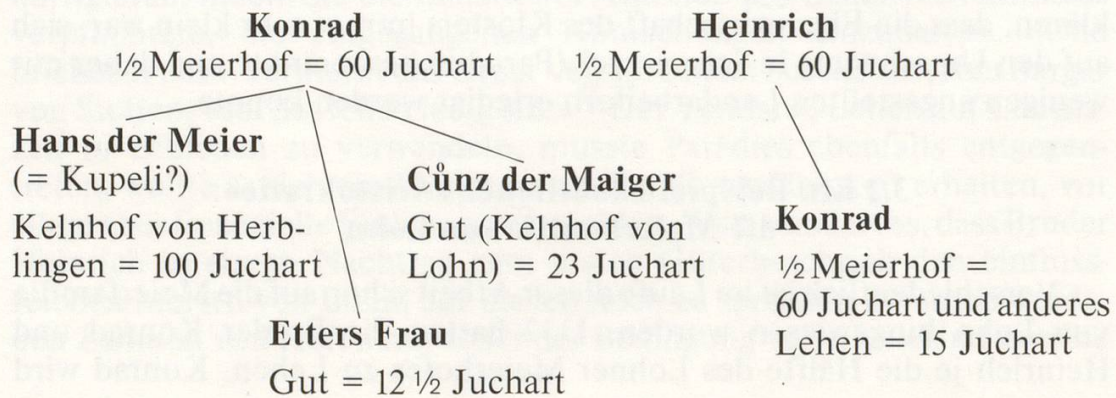 Konrad
½ Meierhof = 60 Juchart
Heinrich
½ Meierhof = 60 Juchart
Hans der Meier
(= Kupeli?)
Kelnhof von Herb-
lingen = 100 Juchart
Etters Frau
Gut = 12 ½ Juchart
Cůnz der Maiger
Gut (Kelnhof von
Lohn) = 23 Juchart
Konrad
½ Meierhof =
60 Juchart und anderes
Lehen = 15 Juchart